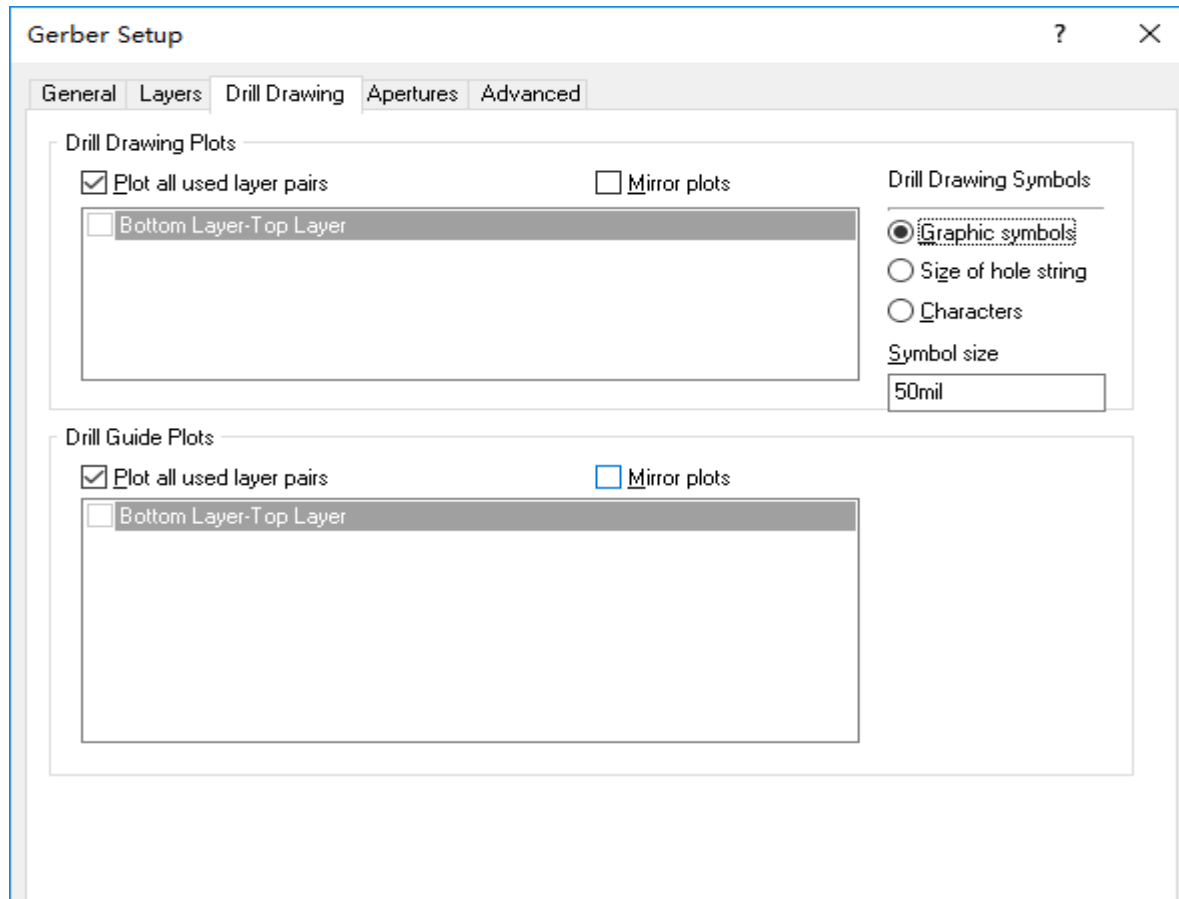 Gerber Setup ?
General Layers Drill Drawing Apertures Advanced
Drill Drawing Plots
Plot all used layer pairs Mirror plots
Bottom Layer-Top Layer
Drill Drawing Symbols
Graphic symbols
Size of hole string
Characters
Symbol size
50mil
Drill Guide Plots
Plot all used layer pairs Mirror plots
Bottom Layer-Top Layer